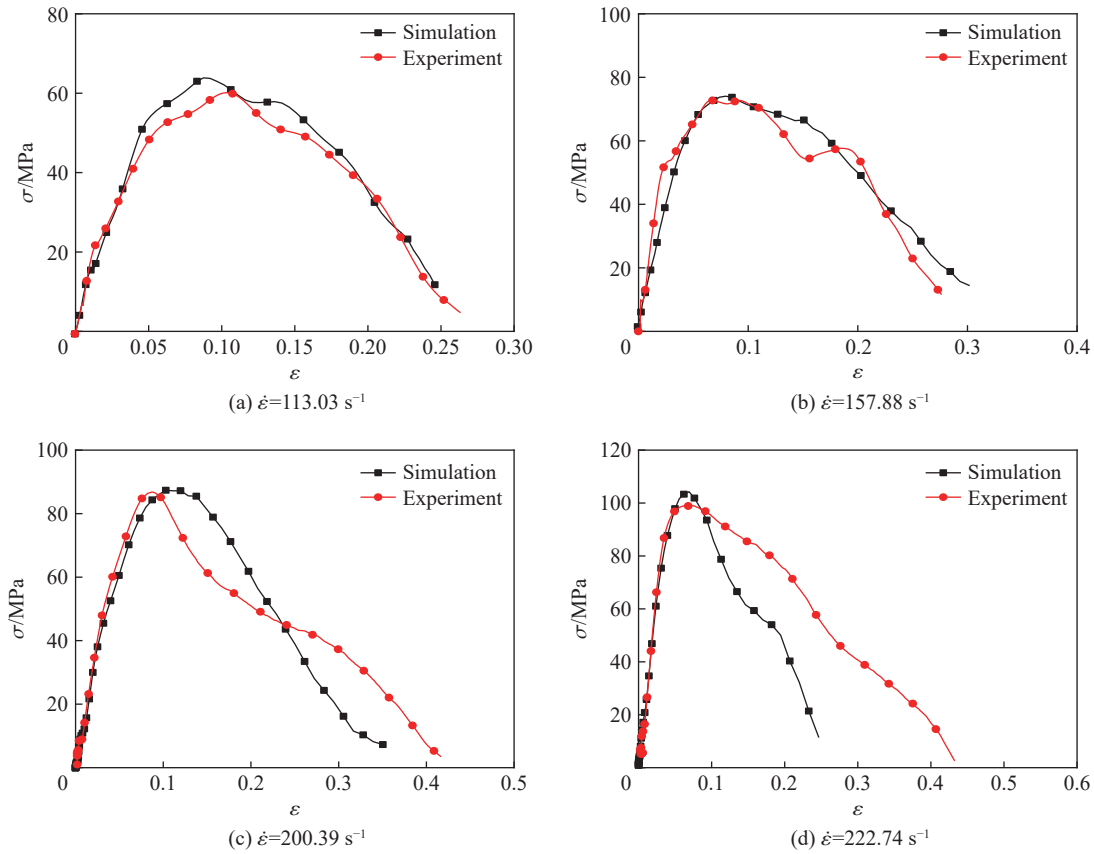 80
60
40
20
0
σ/MPa
Simulation
Experiment
0.05 0.10 0.15 0.20 0.25 0.30
ε
(a) ε̇=113.03 s⁻¹
100
80
60
40
20
0
σ/MPa
Simulation
Experiment
0.1 0.2 0.3 0.4
ε
(b) ε̇=157.88 s⁻¹
100
80
60
40
20
0
σ/MPa
Simulation
Experiment
0.1 0.2 0.3 0.4 0.5
ε
(c) ε̇=200.39 s⁻¹
120
100
80
60
40
20
0
σ/MPa
Simulation
Experiment
0.1 0.2 0.3 0.4 0.5 0.6
ε
(d) ε̇=222.74 s⁻¹